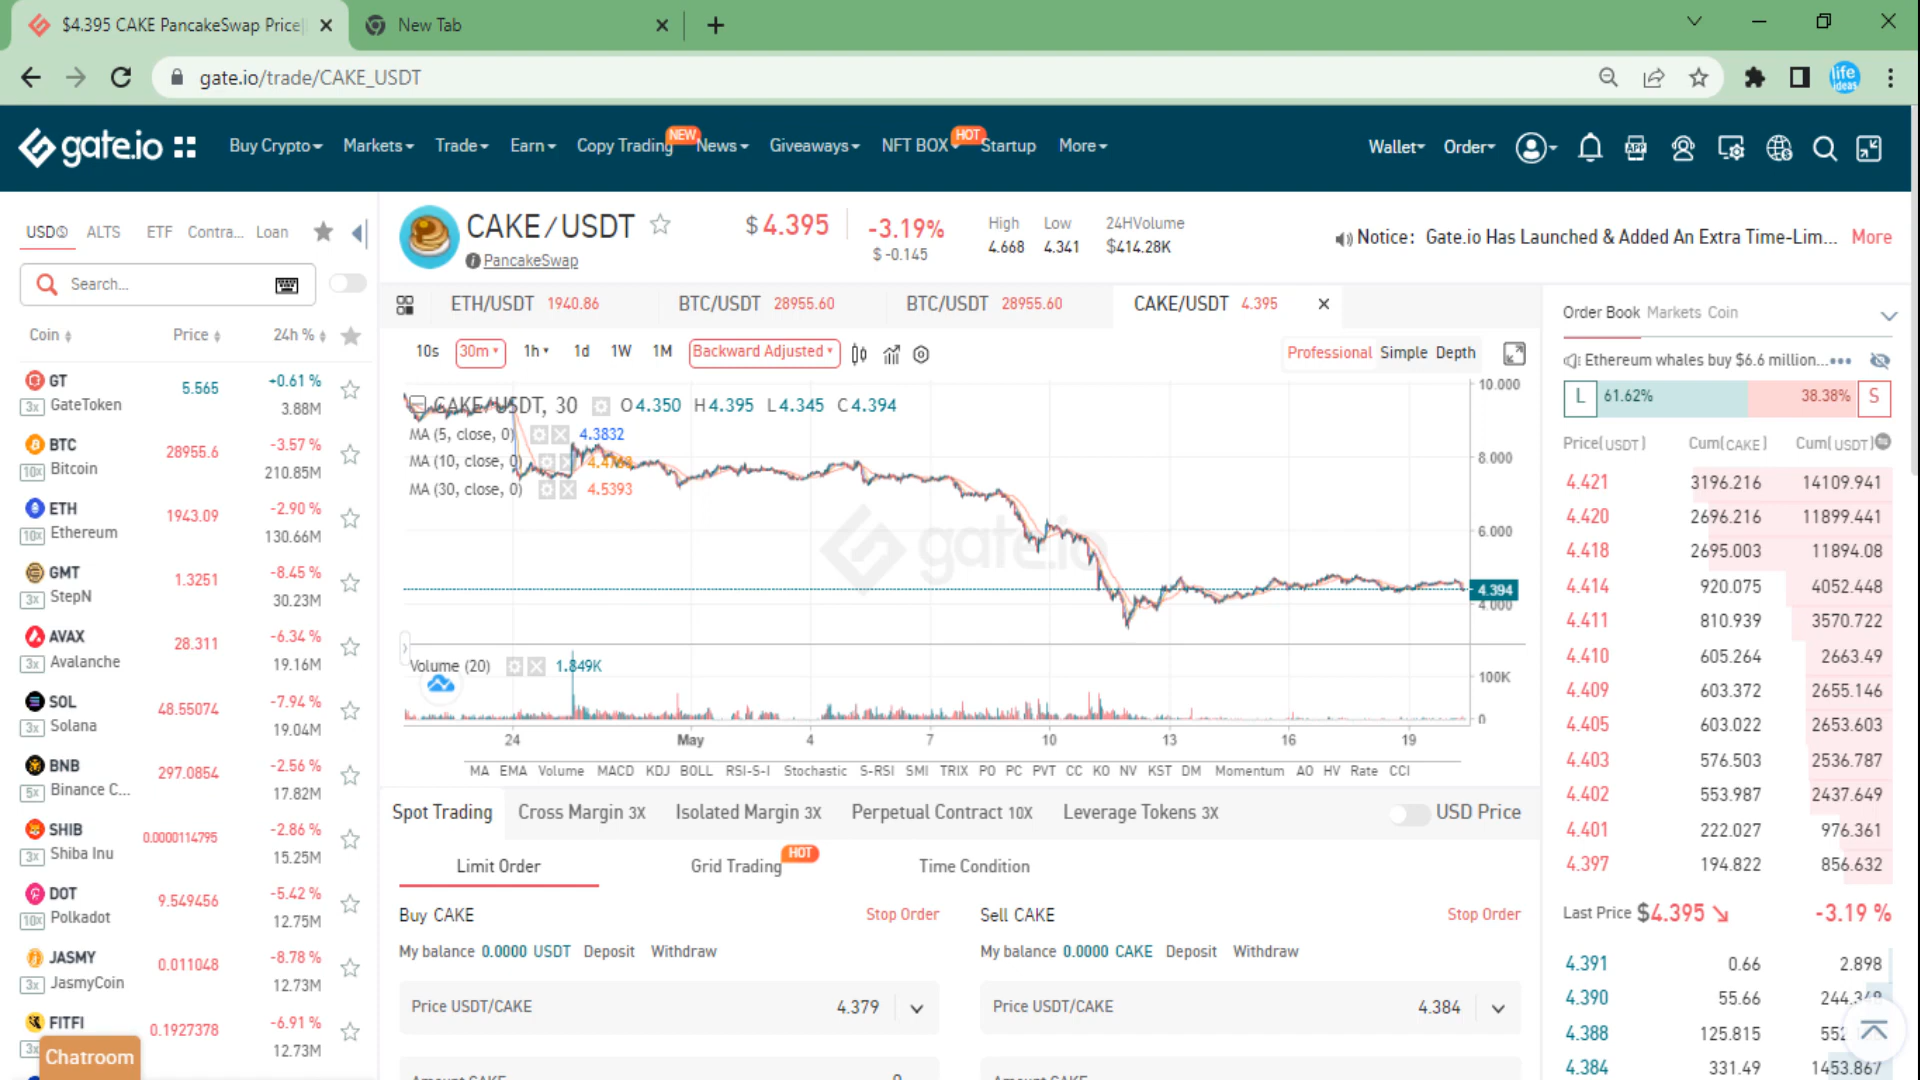 $4.395 CAKE PancakeSwap Price
New Tab
gate.io/trade/CAKE_USDT
life ideas
gate.io
Buy Crypto Markets Trade Earn Copy Trading NEW News Giveaways NFT BOX HOT Startup More
Wallet Order APP
USDⓈ ALTS ETF Contra... Loan
Search...
Coin Price 24h %
GT 5.565 +0.61 %
3x GateToken 3.88M
BTC 28955.6 -3.57 %
10x Bitcoin 210.85M
ETH 1943.09 -2.90 %
10x Ethereum 130.66M
GMT 1.3251 -8.45 %
3x StepN 30.23M
AVAX 28.311 -6.34 %
3x Avalanche 19.16M
SOL 48.55074 -7.94 %
3x Solana 19.04M
BNB 297.0854 -2.56 %
5x Binance C... 17.82M
SHIB 0.0000114795 -2.86 %
3x Shiba Inu 15.25M
DOT 9.549456 -5.42 %
10x Polkadot 12.75M
JASMY 0.011048 -8.78 %
3x JasmyCoin 12.73M
FITFI 0.1927378 -6.91 %
3x 12.73M
Chatroom
CAKE/USDT
PancakeSwap
$ 4.395
-3.19%
$ -0.145
High Low 24HVolume
4.668 4.341 $414.28K
Notice: Gate.io Has Launched & Added An Extra Time-Lim... More
ETH/USDT 1940.86 BTC/USDT 28955.60 BTC/USDT 28955.60 CAKE/USDT 4.395
10s 30m 1h 1d 1W 1M Backward Adjusted Professional Simple Depth
CAKE/USDT, 30 O4.350 H4.395 L4.345 C4.394
MA (5, close, 0) 4.3832
MA (10, close, 0)
MA (30, close, 0) 4.5393
gate.io
10.000
8.000
6.000
4.394
4.000
Volume (20) 1.849K
100K
0
24 May 4 7 10 13 16 19
MA EMA Volume MACD KDJ BOLL RSI-S-I Stochastic S-RSI SMI TRIX PO PC PVT CC KO NV KST DM Momentum AO HV Rate CCI
Spot Trading Cross Margin 3X Isolated Margin 3X Perpetual Contract 10X Leverage Tokens 3X USD Price
Limit Order Grid Trading HOT Time Condition
Buy CAKE Stop Order
My balance 0.0000 USDT Deposit Withdraw
Price USDT/CAKE 4.379
Sell CAKE Stop Order
My balance 0.0000 CAKE Deposit Withdraw
Price USDT/CAKE 4.384
Order Book Markets Coin
Ethereum whales buy $6.6 million...
L 61.62% 38.38% S
Price(USDT) Cum(CAKE) Cum(USDT)
4.421 3196.216 14109.941
4.420 2696.216 11899.441
4.418 2695.003 11894.08
4.414 920.075 4052.448
4.411 810.939 3570.722
4.410 605.264 2663.49
4.409 603.372 2655.146
4.405 603.022 2653.603
4.403 576.503 2536.787
4.402 553.987 2437.649
4.401 222.027 976.361
4.397 194.822 856.632
Last Price $4.395 -3.19 %
4.391 0.66 2.898
4.390 55.66
4.388 125.815
4.384 331.49 1453.867